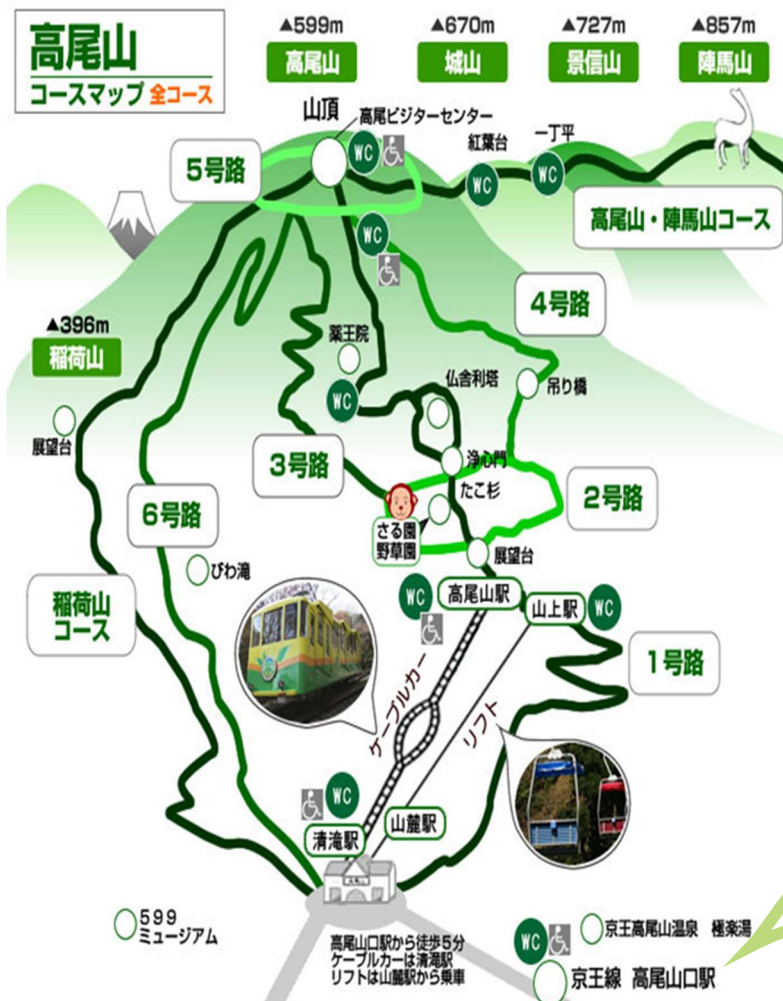 高尾山
コースマップ 全コース
▲599m
高尾山
▲670m
城山
▲727m
景信山
▲857m
陣馬山
山頂
高尾ビジターセンター
WC
紅葉台
WC
一丁平
WC
5号路
高尾山・陣馬山コース
WC
4号路
▲396m
稲荷山
展望台
薬王院
WC
仏舎利塔
吊り橋
3号路
浄心門
たこ杉
2号路
さる園
野草園
展望台
6号路
びわ滝
稲荷山
コース
WC
高尾山駅
山上駅
WC
1号路
ケーブルカー
リフト
WC
清滝駅
山麓駅
高尾山
599
ミュージアム
高尾山口駅から徒歩5分
ケーブルカーは清滝駅
リフトは山麓駅から乗車
WC
京王高尾山温泉 極楽湯
京王線 高尾山口駅